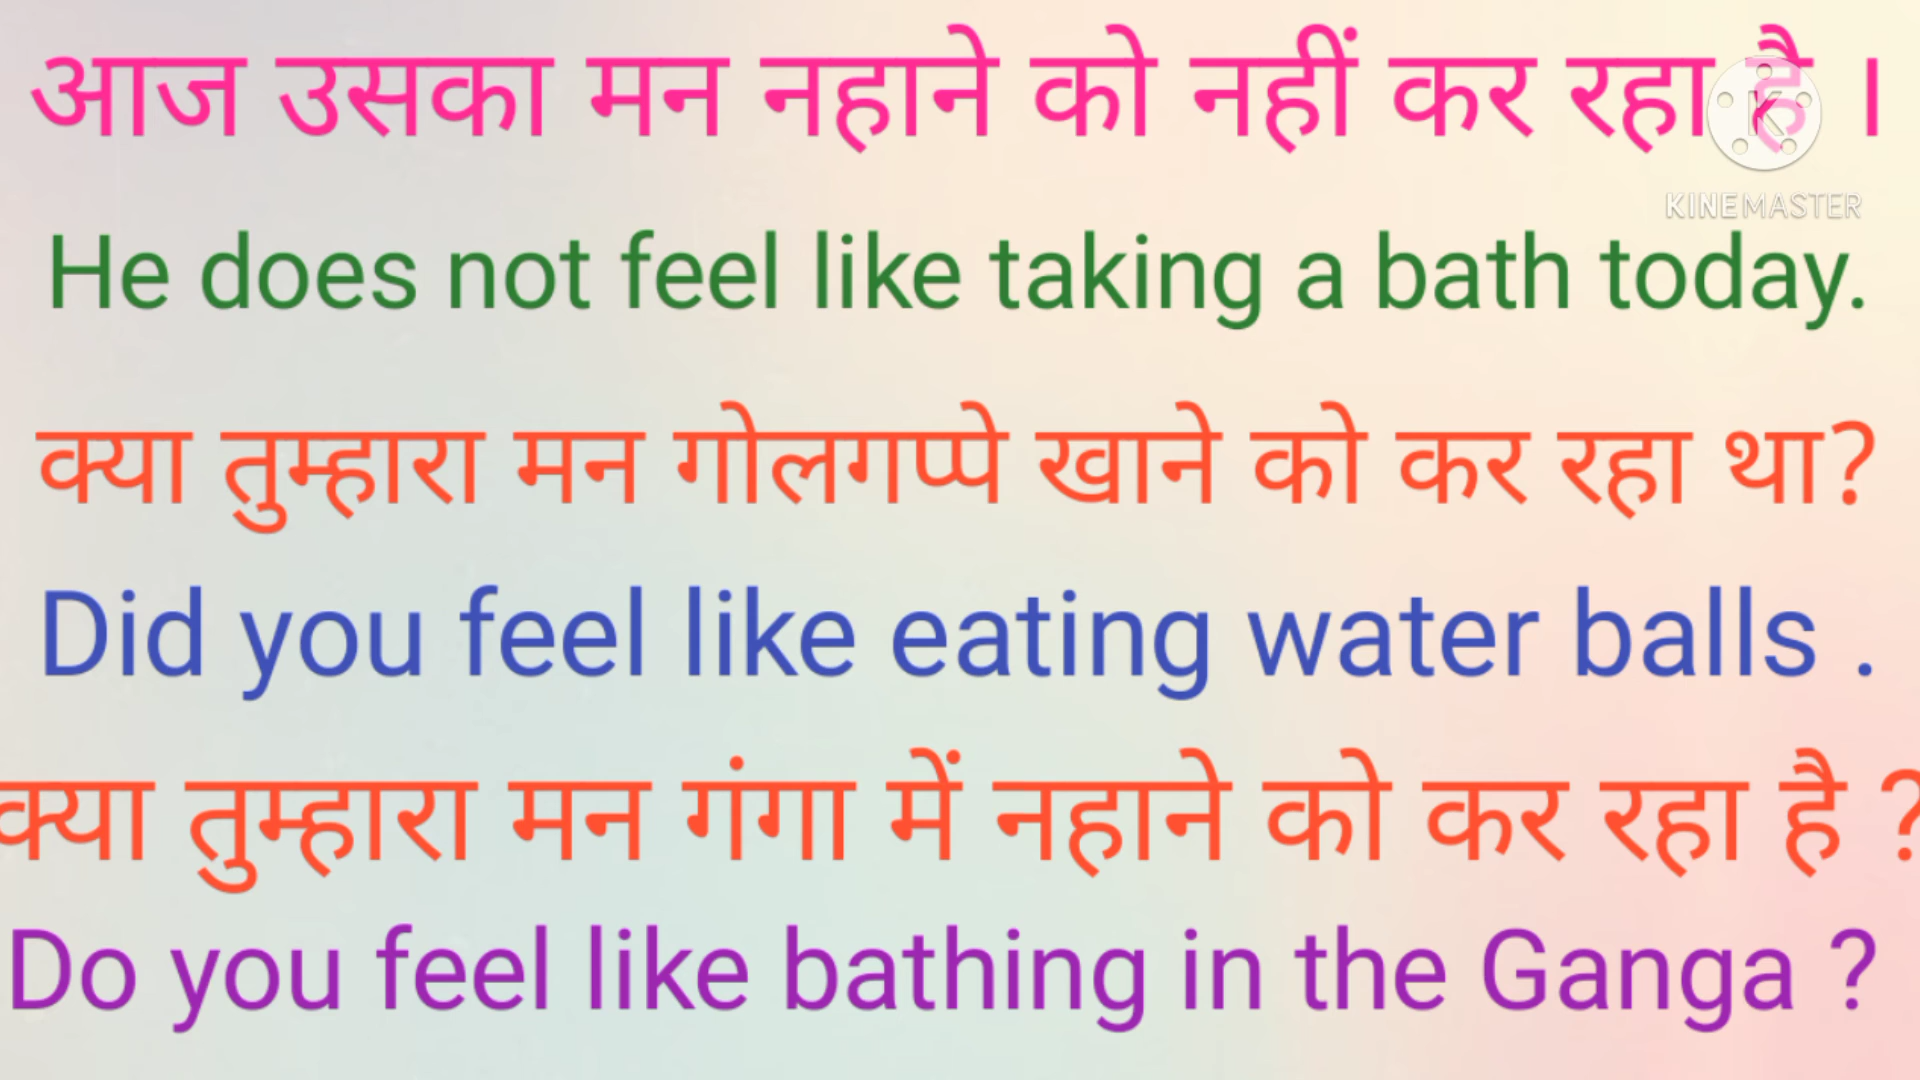 आज उसका मन नहाने को नहीं कर रहा है ।
KINEMASTER
He does not feel like taking a bath today.
क्या तुम्हारा मन गोलगप्पे खाने को कर रहा था?
Did you feel like eating water balls .
क्या तुम्हारा मन गंगा में नहाने को कर रहा है ?
Do you feel like bathing in the Ganga ?